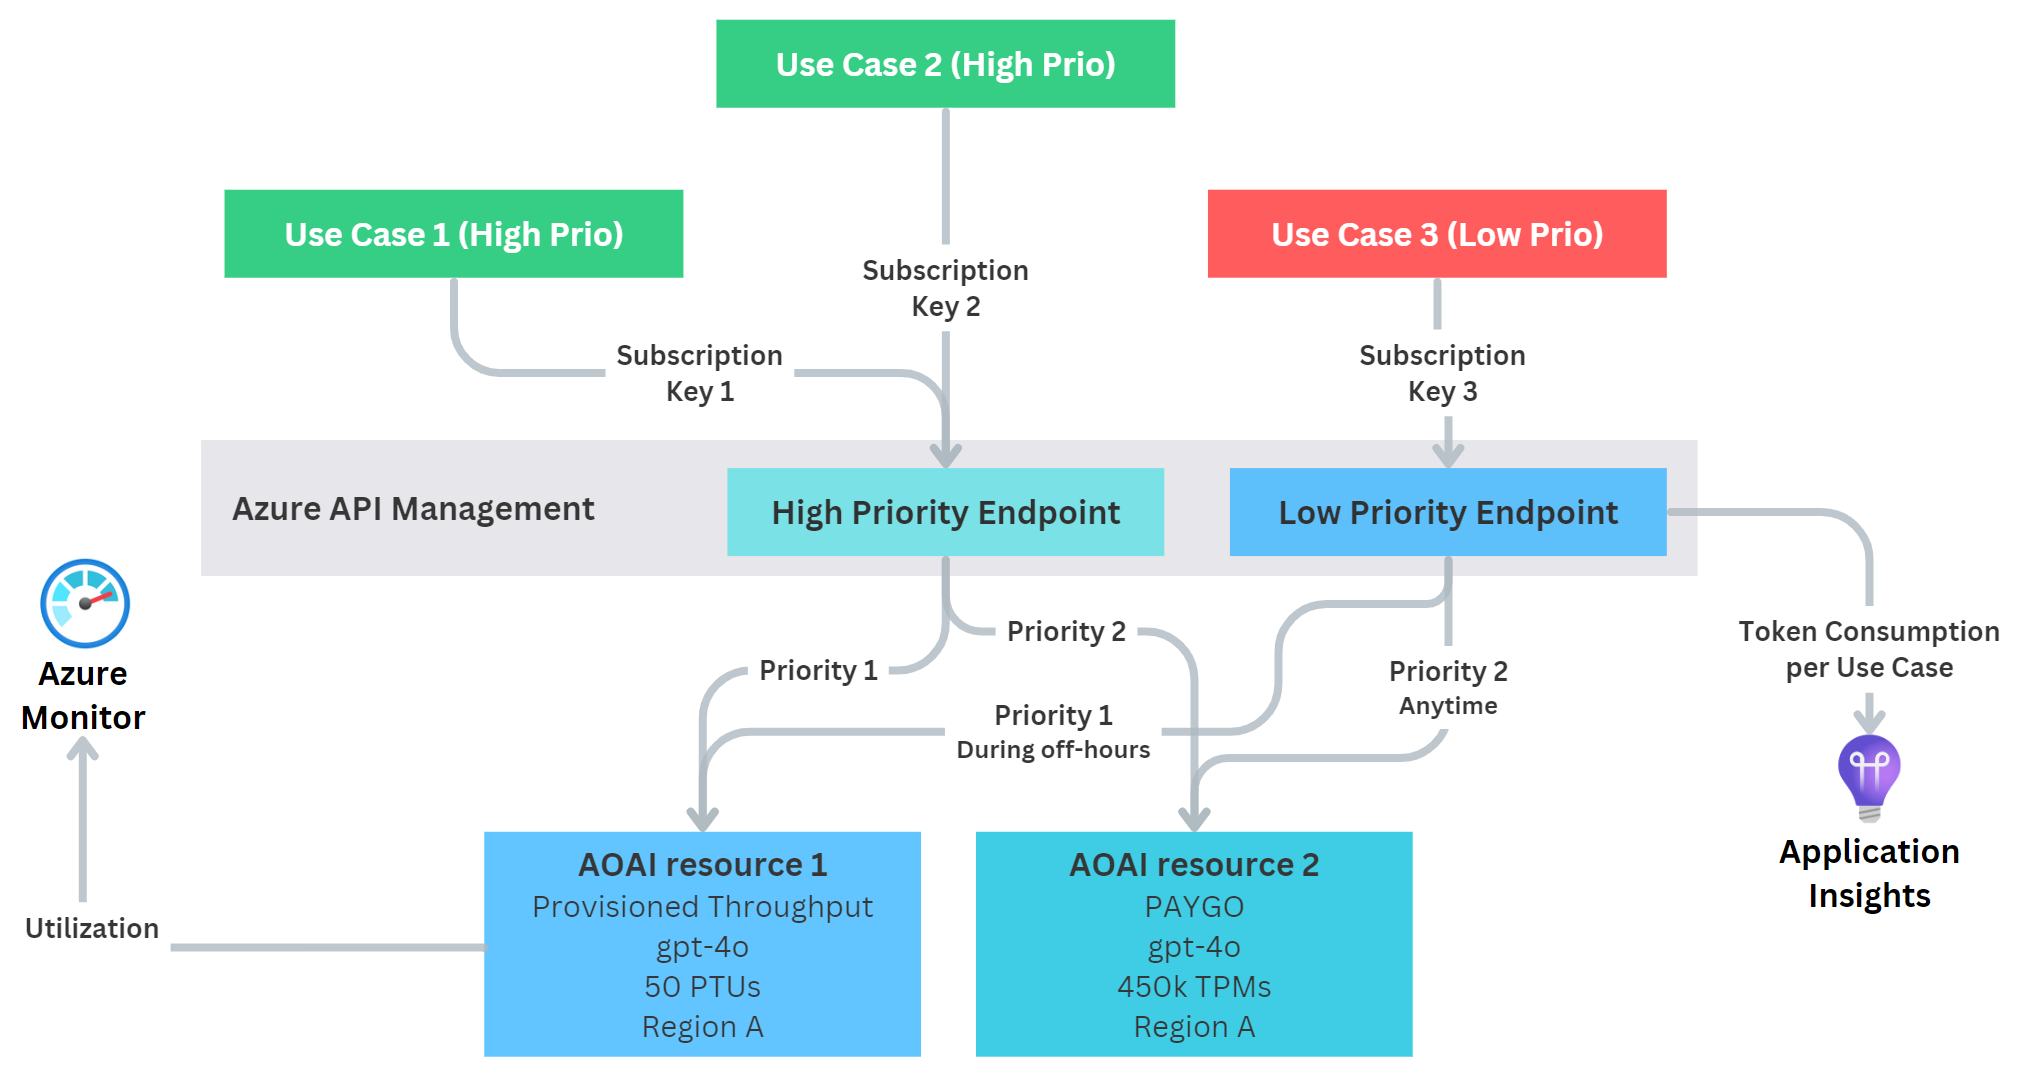 Use Case 2 (High Prio)
Use Case 1 (High Prio)
Use Case 3 (Low Prio)
Subscription
Key 2
Subscription
Key 1
Subscription
Key 3
Azure API Management
High Priority Endpoint
Low Priority Endpoint
Azure
Monitor
Priority 1
Priority 2
Priority 1
During off-hours
Priority 2
Anytime
Token Consumption
per Use Case
Application
Insights
Utilization
AOAI resource 1
Provisioned Throughput
gpt-4o
50 PTUs
Region A
AOAI resource 2
PAYGO
gpt-4o
450k TPMs
Region A